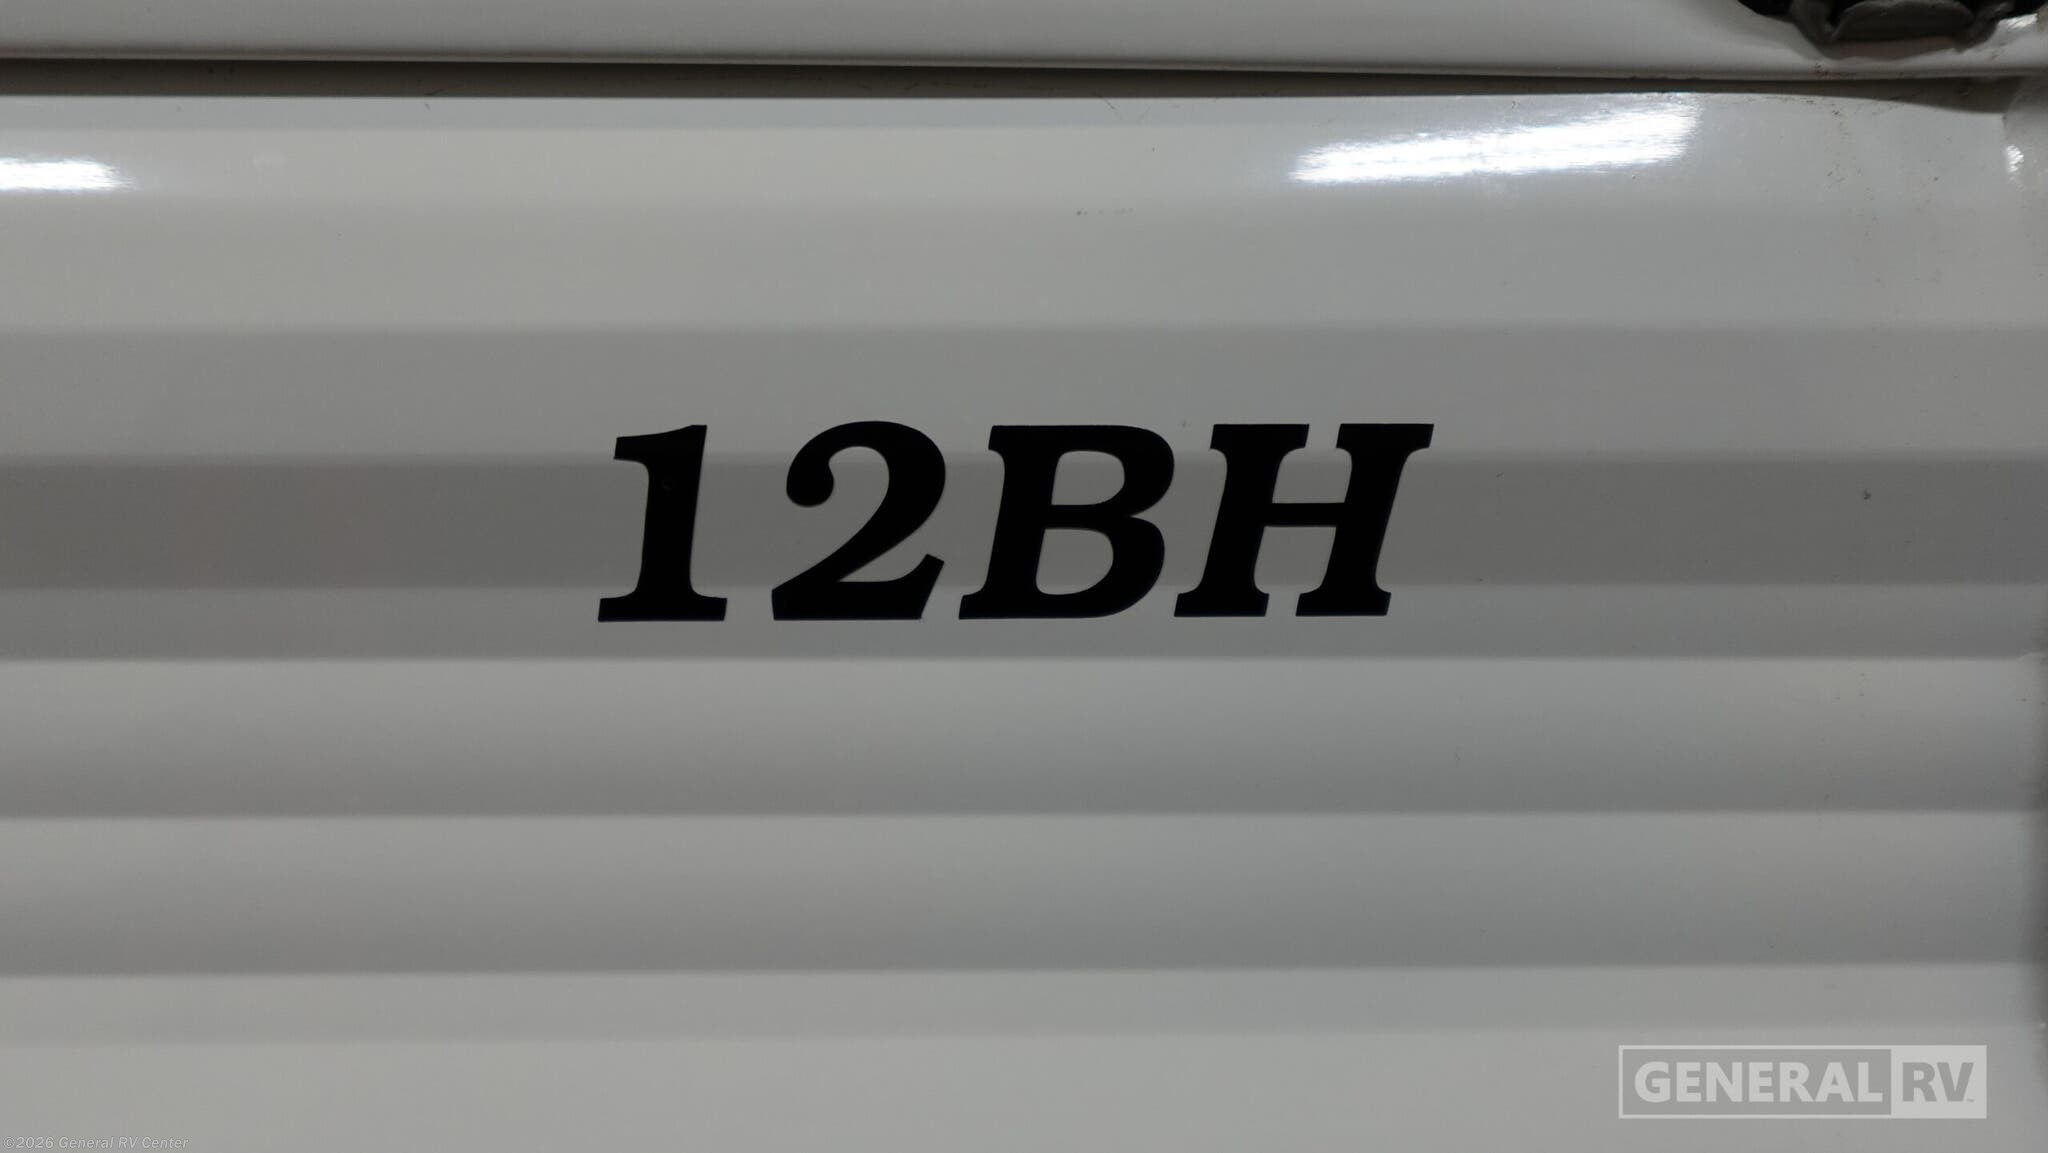 12BH
GENERAL RV
©2026 General RV Center